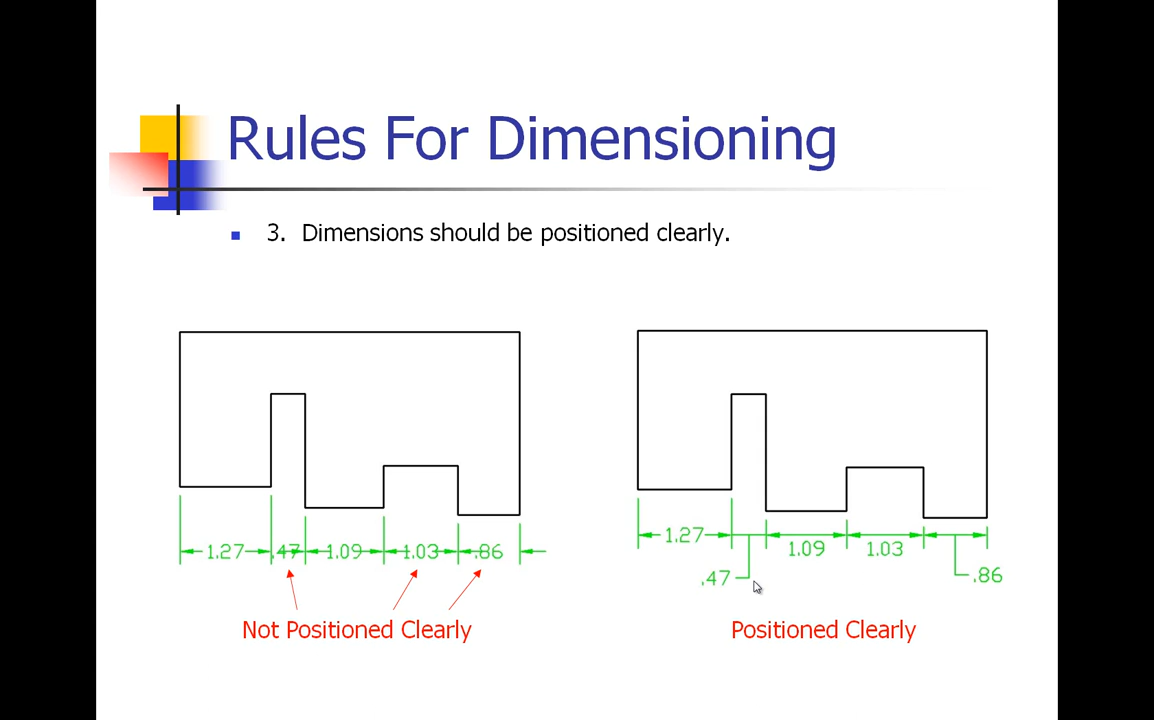 Rules For Dimensioning
3. Dimensions should be positioned clearly.
1.27 .47 1.09 1.03 .86
Not Positioned Clearly
1.27 1.09 1.03
.47 .86
Positioned Clearly